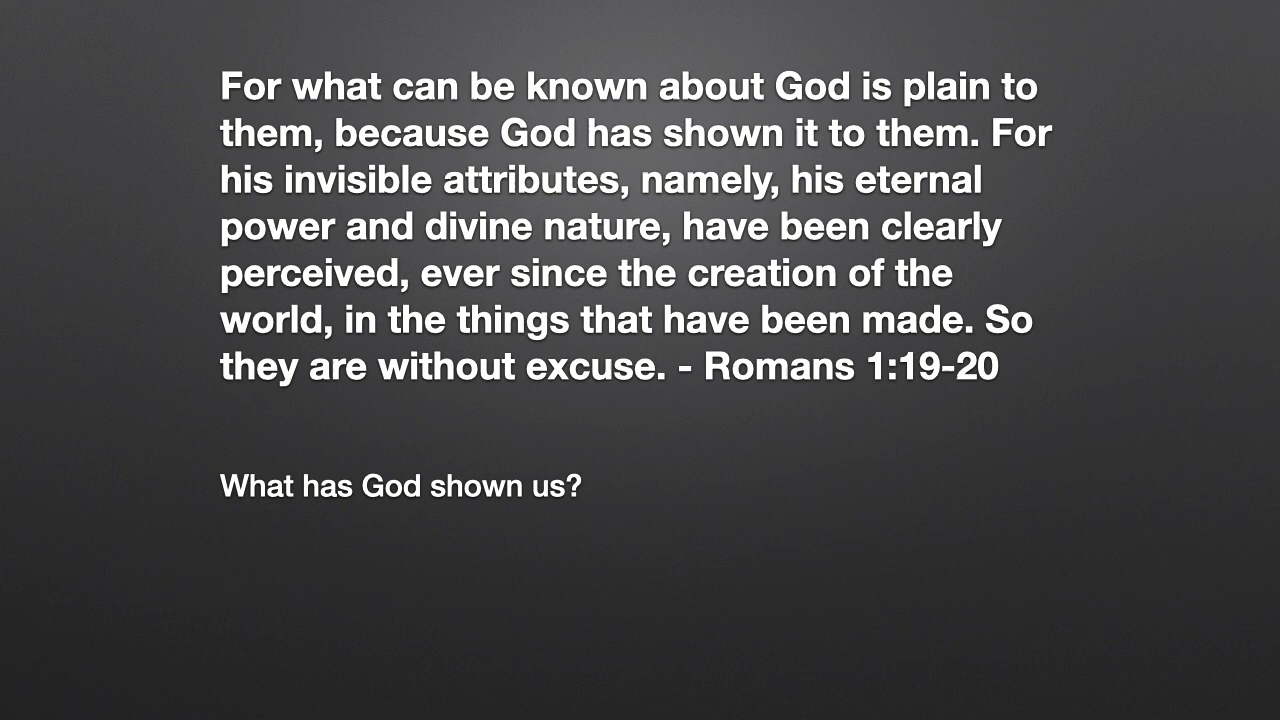 For what can be known about God is plain to
them, because God has shown it to them. For
his invisible attributes, namely, his eternal
power and divine nature, have been clearly
perceived, ever since the creation of the
world, in the things that have been made. So
they are without excuse. - Romans 1:19-20
What has God shown us?